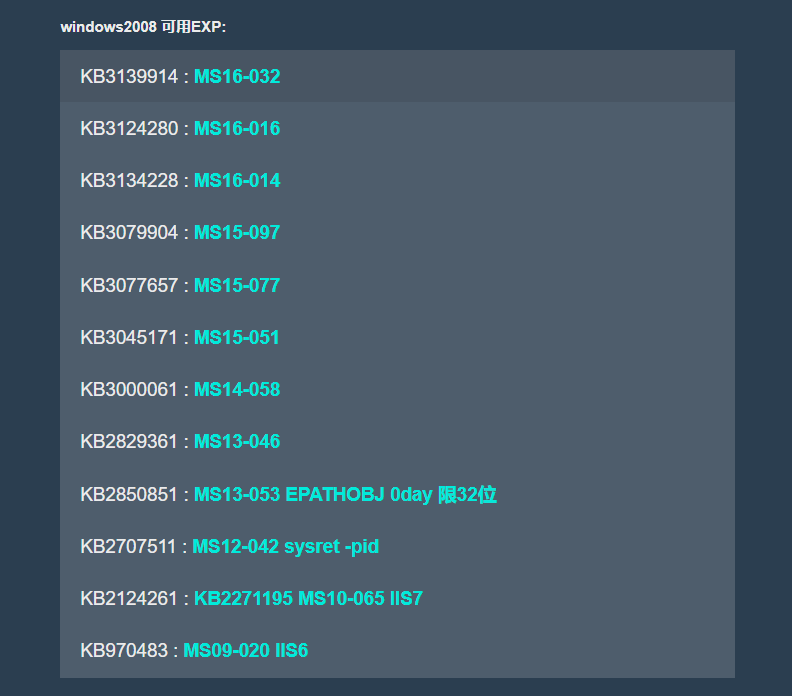 windows2008 可用EXP:
KB3139914 : MS16-032
KB3124280 : MS16-016
KB3134228 : MS16-014
KB3079904 : MS15-097
KB3077657 : MS15-077
KB3045171 : MS15-051
KB3000061 : MS14-058
KB2829361 : MS13-046
KB2850851 : MS13-053 EPATHOBJ 0day 限32位
KB2707511 : MS12-042 sysret -pid
KB2124261 : KB2271195 MS10-065 IIS7
KB970483 : MS09-020 IIS6